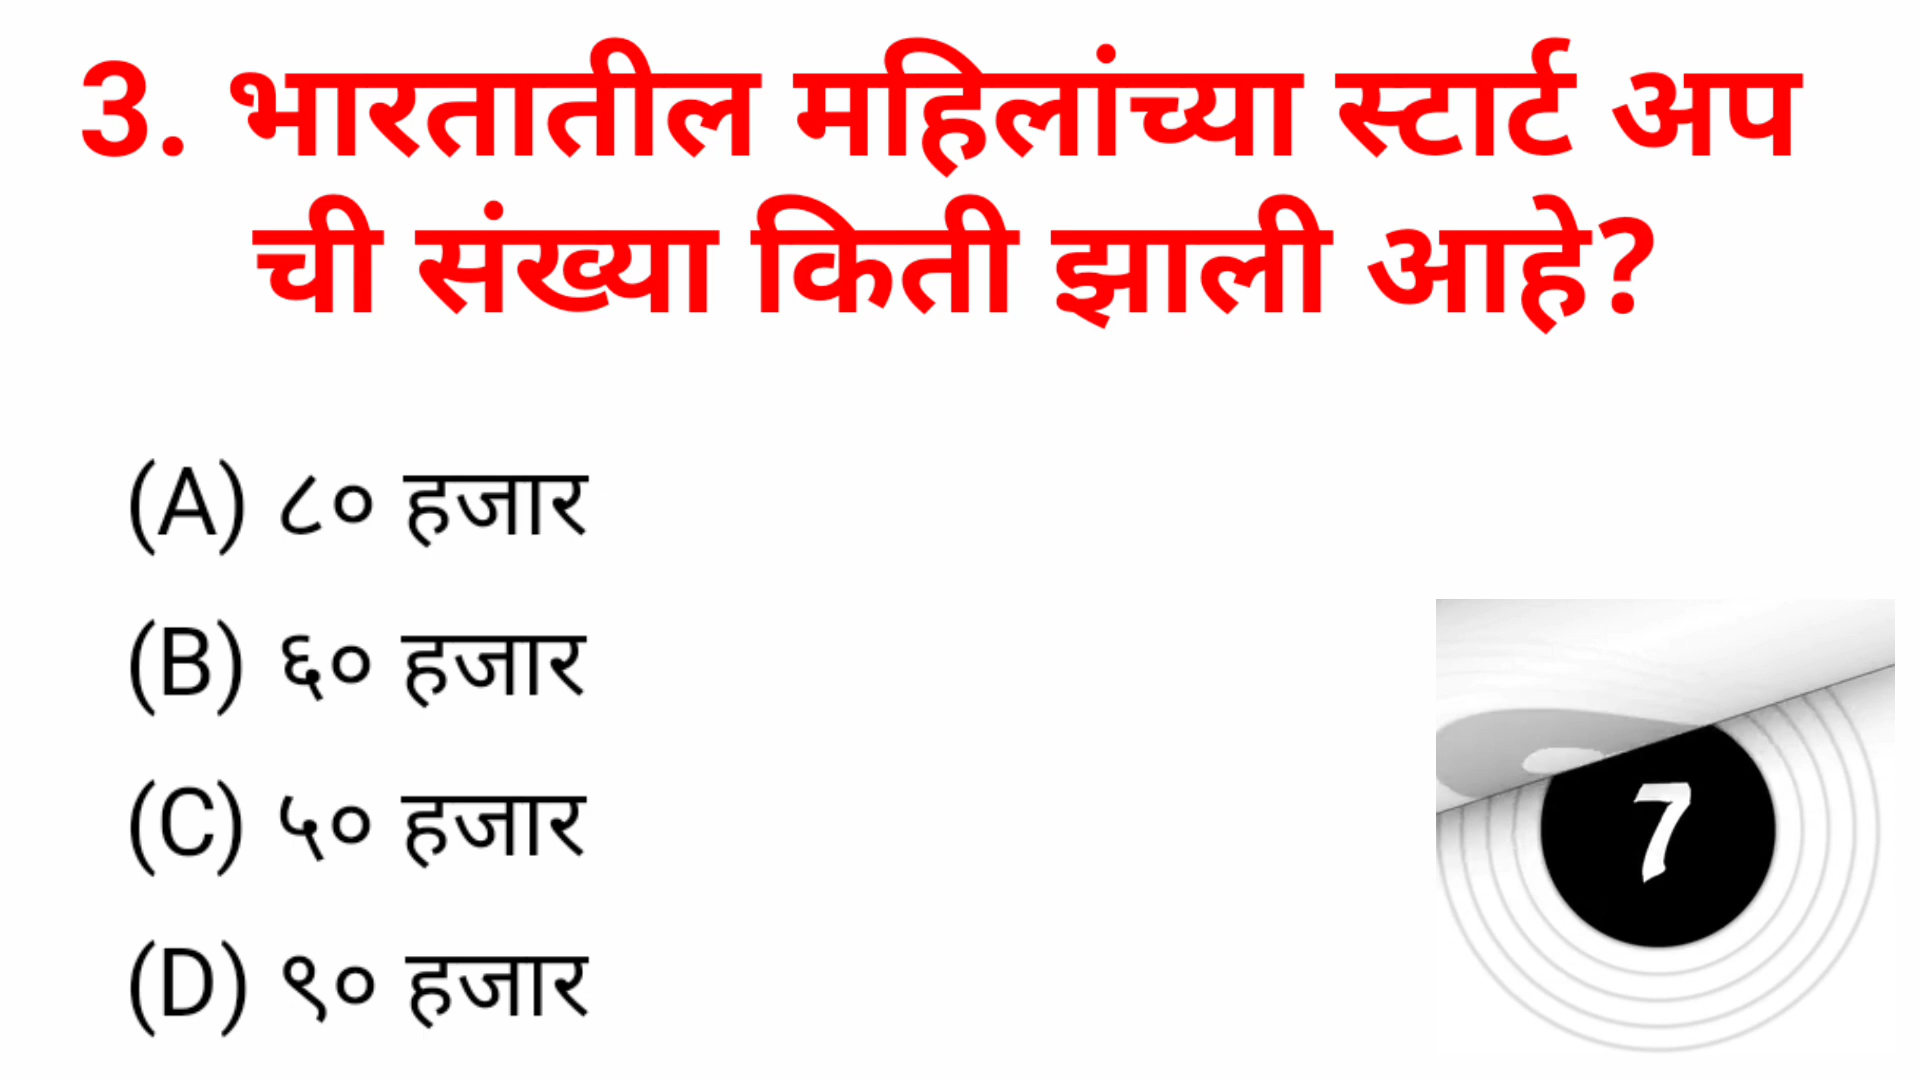 3. भारतातील महिलांच्या स्टार्ट अप
ची संख्या किती झाली आहे?
(A) ८० हजार
(B) ६० हजार
(C) ५० हजार
(D) ९० हजार
7